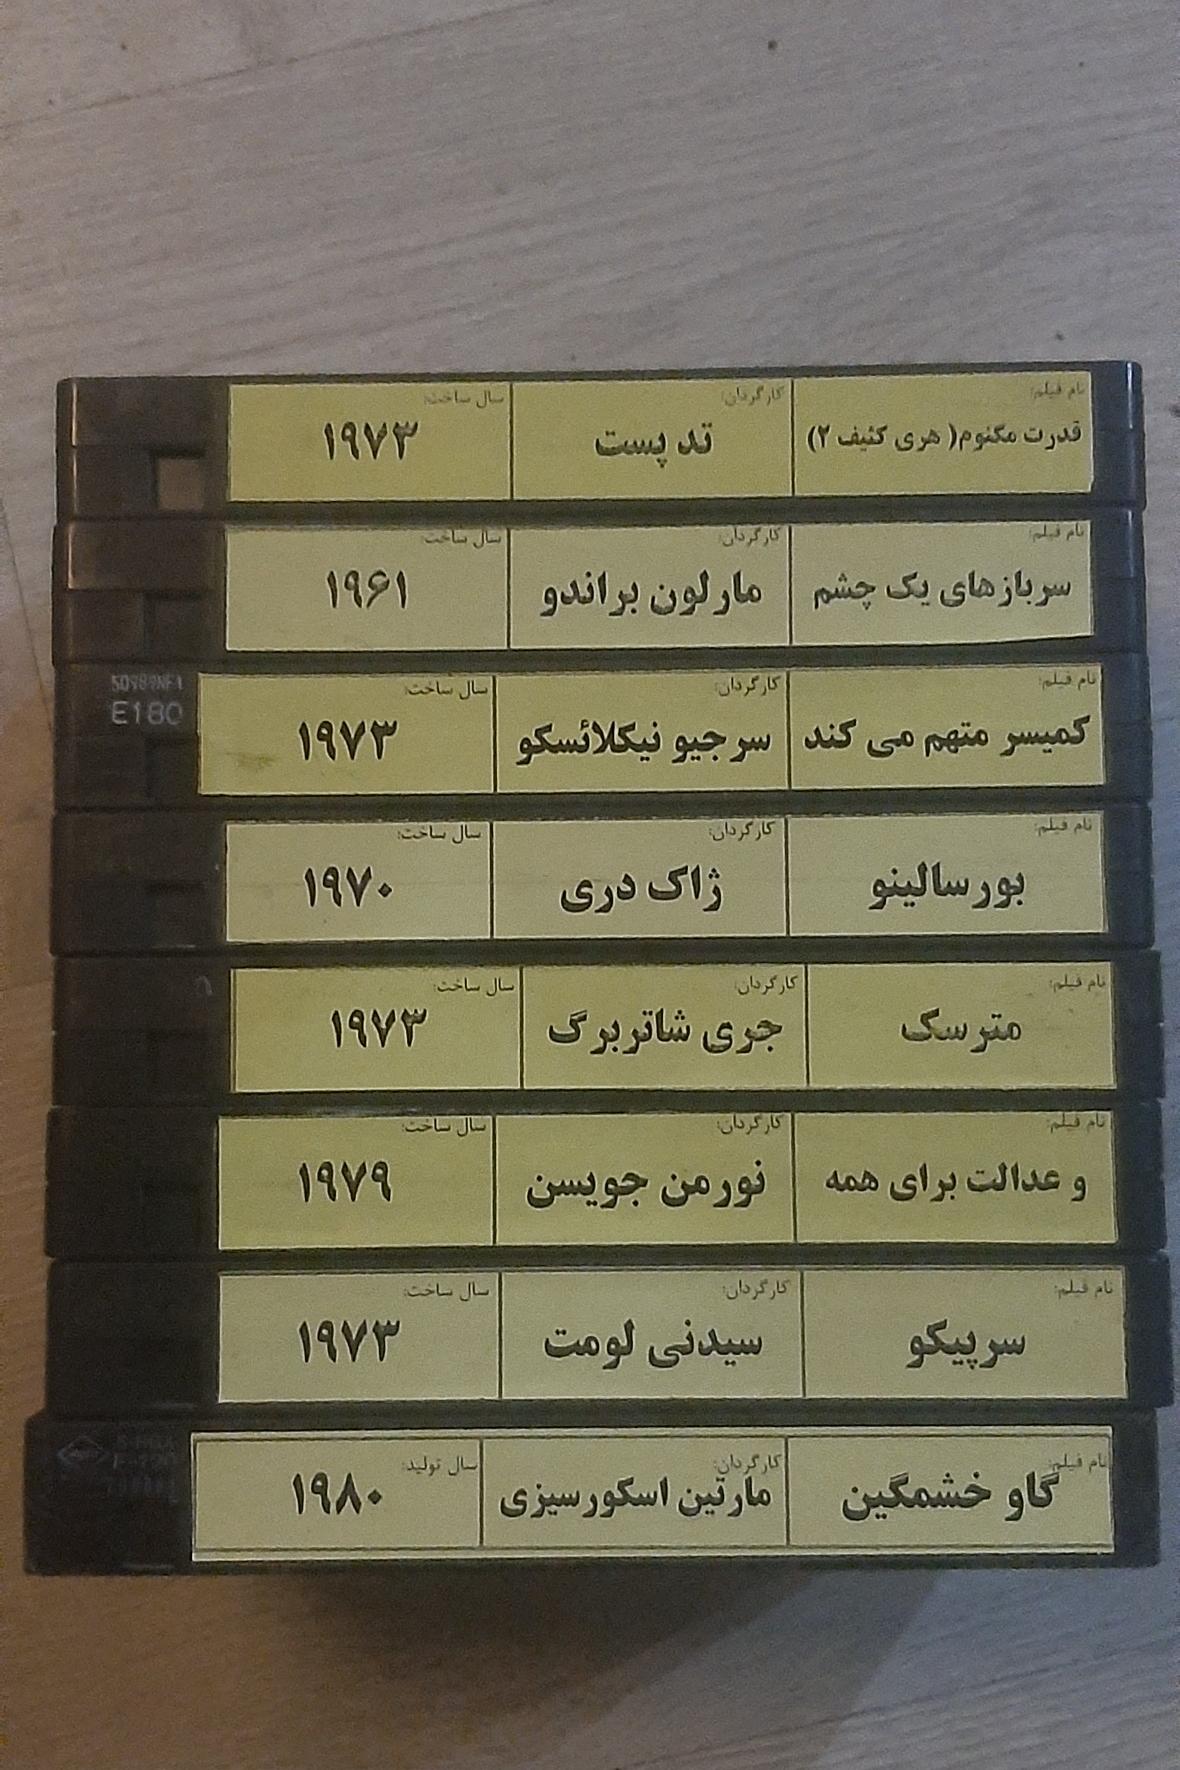 نام فیلم: کارگردان: سال ساخت:
قدرت مگنوم( هری کثیف ۲) تد پست ۱۹۷۳
نام فیلم: کارگردان: سال ساخت:
سربازهای یک چشم مارلون براندو ۱۹۶۱
نام فیلم: کارگردان: سال ساخت:
کمیسر متهم می کند سرجیو نیکلائسکو ۱۹۷۳
E180
نام فیلم: کارگردان: سال ساخت:
بورسالینو ژاک دری ۱۹۷۰
نام فیلم: کارگردان: سال ساخت:
مترسک جری شاتربرگ ۱۹۷۳
نام فیلم: کارگردان: سال ساخت:
و عدالت برای همه نورمن جویسن ۱۹۷۹
نام فیلم: کارگردان: سال ساخت:
سرپیکو سیدنی لومت ۱۹۷۳
نام فیلم: کارگردان: سال تولید:
گاو خشمگین مارتین اسکورسیزی ۱۹۸۰